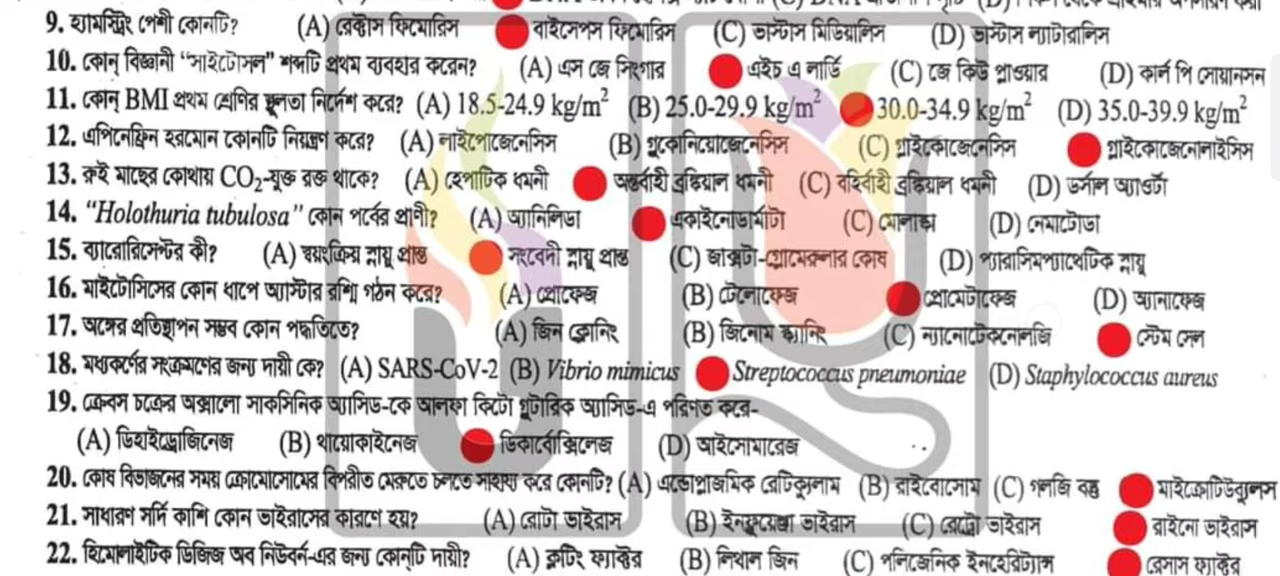 9. হ্যামস্ট্রিং পেশী কোনটি? (A) রেক্টাস ফিমোরিস বাইসেপস ফিমোরিস (C) ভাস্টাস মিডিয়ালিস (D) ভাস্টাস ল্যাটারালিস
10. কোন্ বিজ্ঞানী “সাইটোসল” শব্দটি প্রথম ব্যবহার করেন? (A) এস জে সিংগার এইচ এ লার্ডি (C) জে কিউ প্লাওয়ার (D) কার্ল পি সোয়ানসন
11. কোন্ BMI প্রথম শ্রেণির স্থূলতা নির্দেশ করে? (A) 18.5-24.9 kg/m² (B) 25.0-29.9 kg/m² 30.0-34.9 kg/m² (D) 35.0-39.9 kg/m²
12. এপিনেফ্রিন হরমোন কোনটি নিয়ন্ত্রণ করে? (A) লাইপোজেনেসিস (B) গ্লুকোনিয়োজেনেসিস (C) গ্লাইকোজেনেসিস গ্লাইকোজেনোলাইসিস
13. রুই মাছের কোথায় CO₂-যুক্ত রক্ত থাকে? (A) হেপাটিক ধমনী অন্তর্বাহী ব্রঙ্কিয়াল ধমনী (C) বহির্বাহী ব্রঙ্কিয়াল ধমনী (D) ডর্সাল অ্যাওর্টা
14. “Holothuria tubulosa” কোন পর্বের প্রাণী? (A) অ্যানিলিডা একাইনোডার্মাটা (C) মোলাস্কা (D) নেমাটোডা
15. ব্যারোরিসেপ্টর কী? (A) স্বয়ংক্রিয় স্নায়ু প্রান্ত সংবেদী স্নায়ু প্রান্ত (C) জাক্সটা-গ্লোমেরুলার কোষ (D) প্যারাসিমপ্যাথেটিক স্নায়ু
16. মাইটোসিসের কোন ধাপে অ্যাস্টার রশ্মি গঠন করে? (A) প্রোফেজ (B) টেলোফেজ প্রোমেটাফেজ (D) অ্যানাফেজ
17. অঙ্গের প্রতিস্থাপন সম্ভব কোন পদ্ধতিতে? (A) জিন ক্লোনিং (B) জিনোম স্ক্যানিং (C) ন্যানোটেকনোলজি স্টেম সেল
18. মধ্যকর্ণের সংক্রমণের জন্য দায়ী কে? (A) SARS-CoV-2 (B) Vibrio mimicus Streptococcus pneumoniae (D) Staphylococcus aureus
19. ক্রেবস চক্রের অক্সালো সাকসিনিক অ্যাসিড-কে আলফা কিটো গ্লুটারিক অ্যাসিড-এ পরিণত করে-
(A) ডিহাইড্রোজিনেজ (B) থায়োকাইনেজ ডিকার্বোক্সিলেজ (D) আইসোমারেজ
20. কোষ বিভাজনের সময় ক্রোমোসোমের বিপরীত মেরুতে চলতে সাহায্য করে কোনটি? (A) এন্ডোপ্লাজমিক রেটিকুলাম (B) রাইবোসোম (C) গলজি বস্তু মাইক্রোটিউবুলস
21. সাধারণ সর্দি কাশি কোন ভাইরাসের কারণে হয়? (A) রোটা ভাইরাস (B) ইনফ্লুয়েঞ্জা ভাইরাস (C) রেট্রো ভাইরাস রাইনো ভাইরাস
22. হিমোলাইটিক ডিজিজ অব নিউবর্ন-এর জন্য কোন্‌টি দায়ী? (A) ক্লটিং ফ্যাক্টর (B) লিথাল জিন (C) পলিজেনিক ইনহেরিট্যান্স রেসাস ফ্যাক্টর